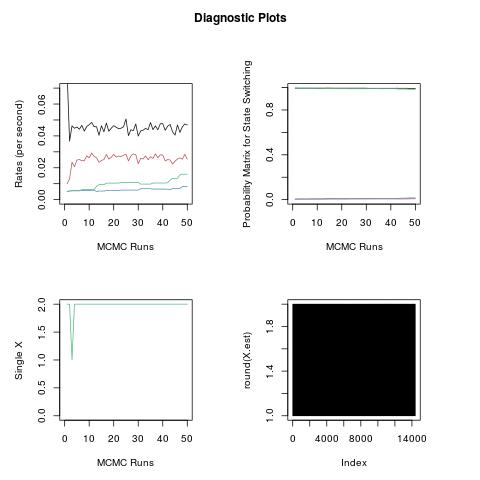 Diagnostic Plots
Rates (per second)
0.00 0.02 0.04 0.06
0 10 20 30 40 50
MCMC Runs
Probability Matrix for State Switching
0.0 0.4 0.8
0 10 20 30 40 50
MCMC Runs
Single X
0.0 0.5 1.0 1.5 2.0
0 10 20 30 40 50
MCMC Runs
round(X.est)
1.0 1.4 1.8
0 4000 8000 14000
Index